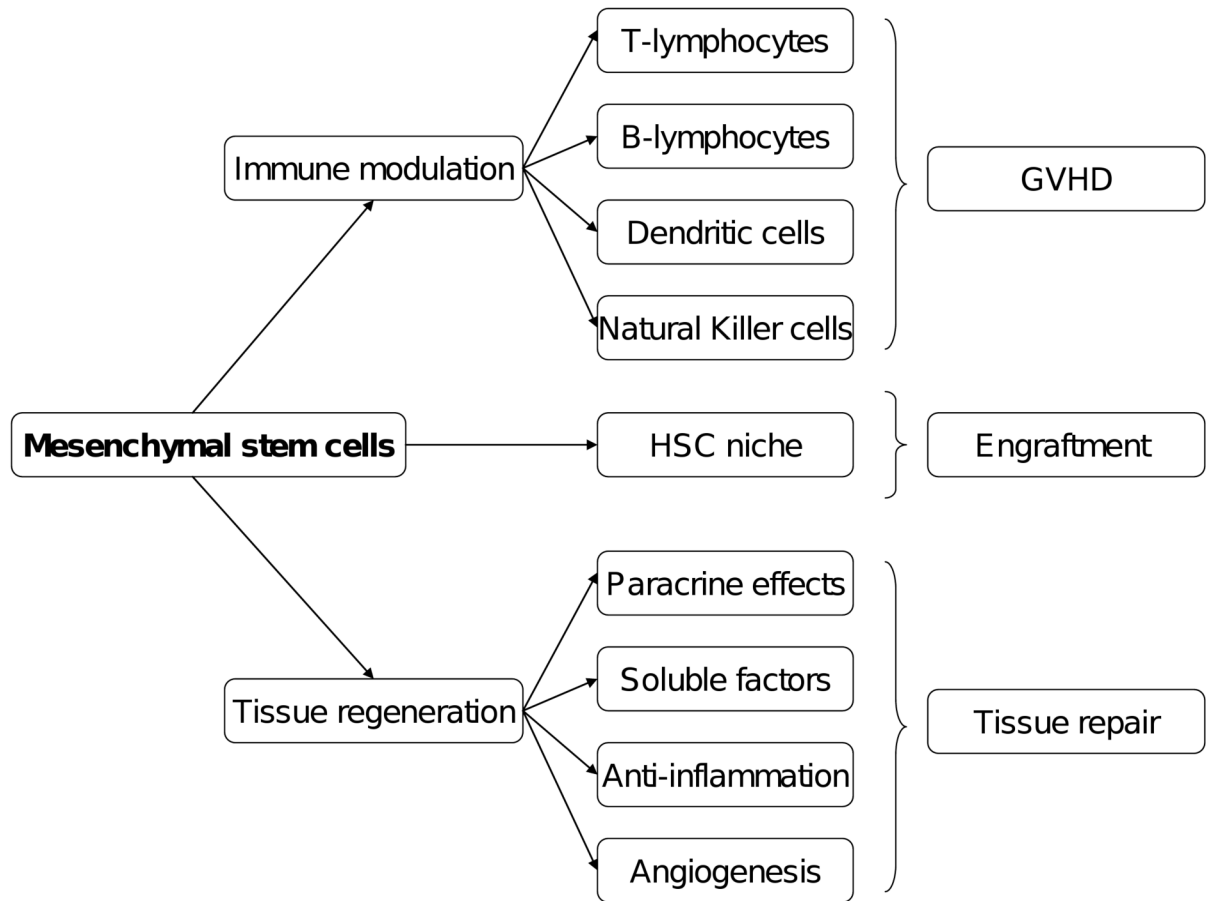 T-lymphocytes
B-lymphocytes
Immune modulation
GVHD
Dendritic cells
Natural Killer cells
Mesenchymal stem cells
HSC niche
Engraftment
Paracrine effects
Soluble factors
Tissue regeneration
Tissue repair
Anti-inflammation
Angiogenesis